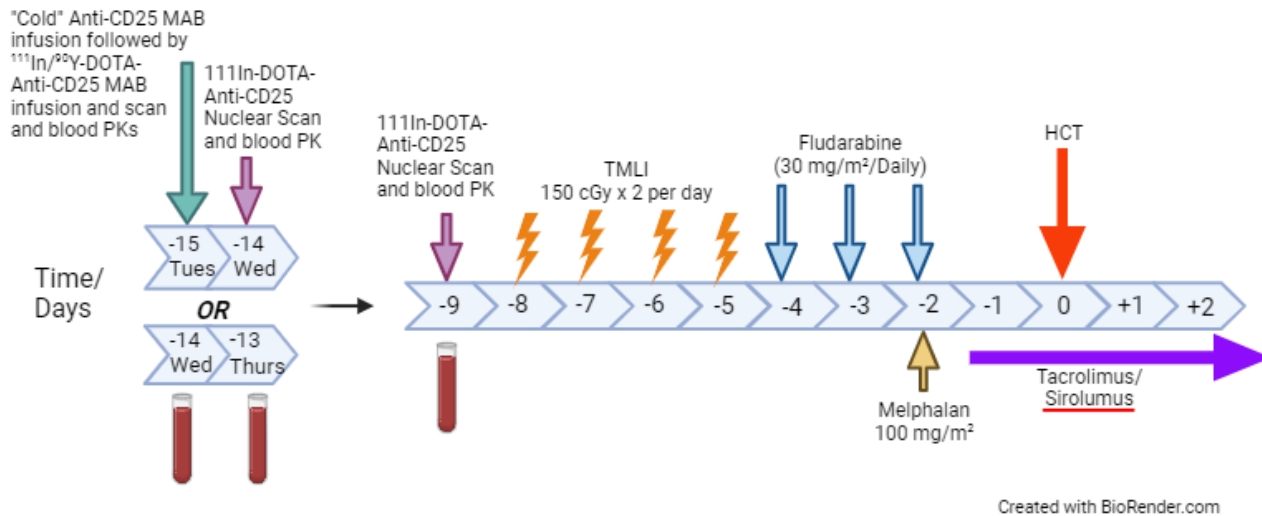 "Cold" Anti-CD25 MAB
infusion followed by
¹¹¹In/⁹⁰Y-DOTA-
Anti-CD25 MAB
infusion and scan
and blood PKs
111In-DOTA-
Anti-CD25
Nuclear Scan
and blood PK
111In-DOTA-
Anti-CD25
Nuclear Scan
and blood PK
TMLI
150 cGy x 2 per day
Fludarabine
(30 mg/m²/Daily)
HCT
Time/
Days
-15
Tues
-14
Wed
OR
-14
Wed
-13
Thurs
-9
-8
-7
-6
-5
-4
-3
-2
-1
0
+1
+2
Melphalan
100 mg/m²
Tacrolimus/
Sirolumus
Created with BioRender.com